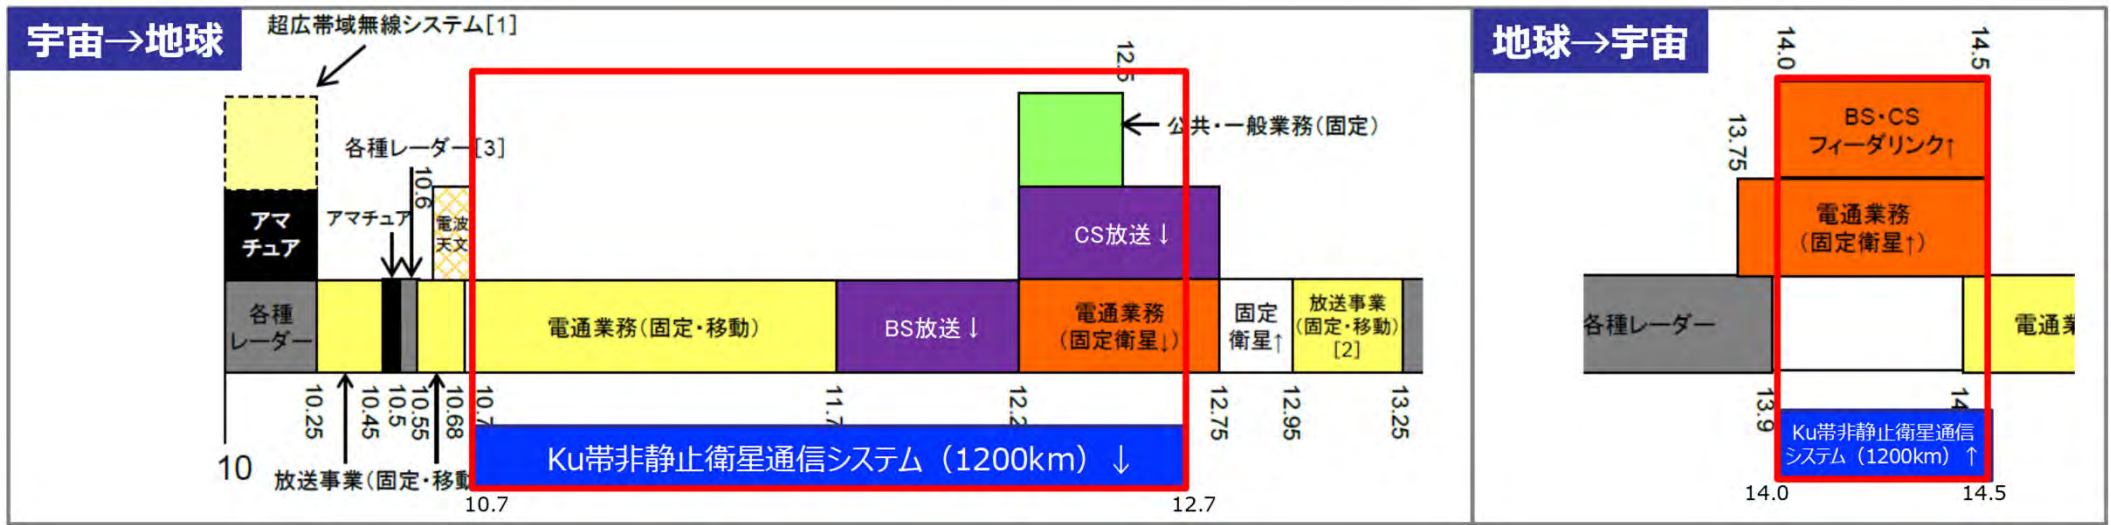 宇宙→地球
超広帯域無線システム[1]
12.5
公共・一般業務(固定)
各種レーダー[3]
10.6
アマチュア
アマ
チュア
電波
天文
CS放送↓
各種
レーダー
電通業務(固定・移動)
BS放送↓
電通業務
(固定衛星↓)
固定
衛星↑
放送事業
(固定・移動)
[2]
10
10.25
10.45
10.5
10.55
10.68
10.7
11.7
12.2
12.75
12.95
13.25
放送事業(固定・移動
Ku帯非静止衛星通信システム（1200km）↓
10.7
12.7
地球→宇宙
14.0
14.5
13.75
BS・CS
フィーダリンク↑
電通業務
(固定衛星↑)
各種レーダー
電通業
13.9
14
Ku帯非静止衛星通信
システム（1200km）↑
14.0
14.5